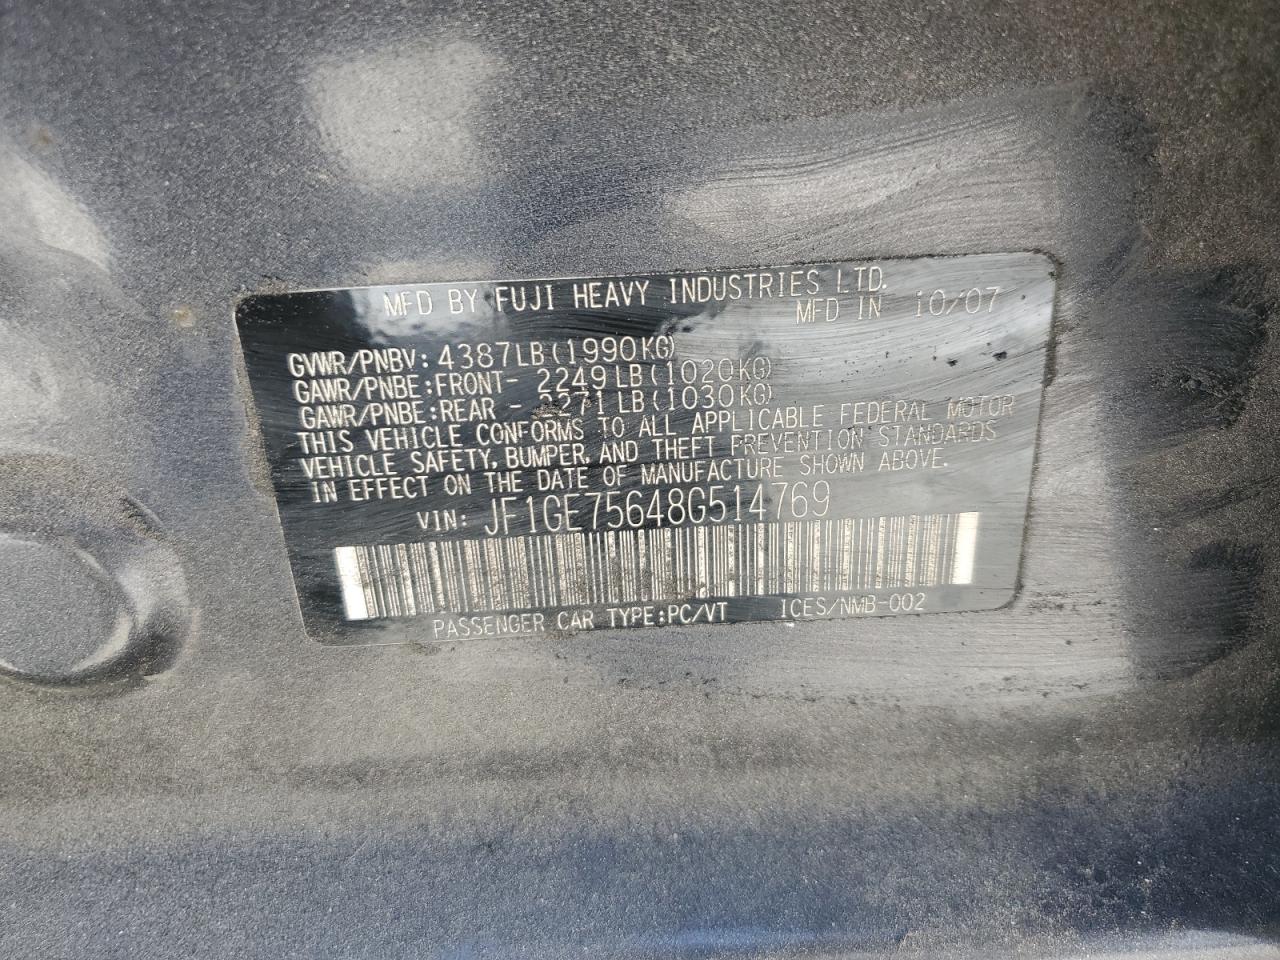 MFD BY FUJI HEAVY INDUSTRIES LTD.
MFD IN 10/07
GVWR/PNBV: 4387LB(1990KG)
GAWR/PNBE:FRONT- 2249LB(1020KG)
GAWR/PNBE:REAR - 2271LB(1030KG)
THIS VEHICLE CONFORMS TO ALL APPLICABLE FEDERAL MOTOR
VEHICLE SAFETY, BUMPER, AND THEFT PREVENTION STANDARDS
IN EFFECT ON THE DATE OF MANUFACTURE SHOWN ABOVE.
VIN: JF1GE75648G514769
PASSENGER CAR TYPE:PC/VT ICES/NMB-002